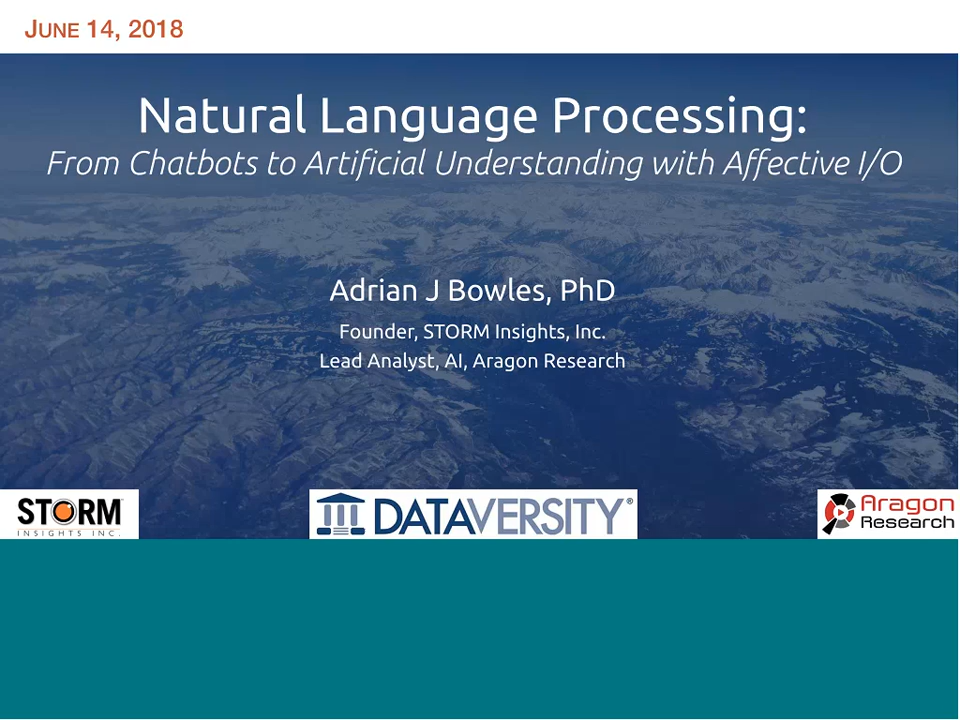 JUNE 14, 2018
Natural Language Processing:
From Chatbots to Artificial Understanding with Affective I/O
Adrian J Bowles, PhD
Founder, STORM Insights, Inc.
Lead Analyst, AI, Aragon Research
STORM
INSIGHTS INC.
DATAVERSITY®
Aragon
Research